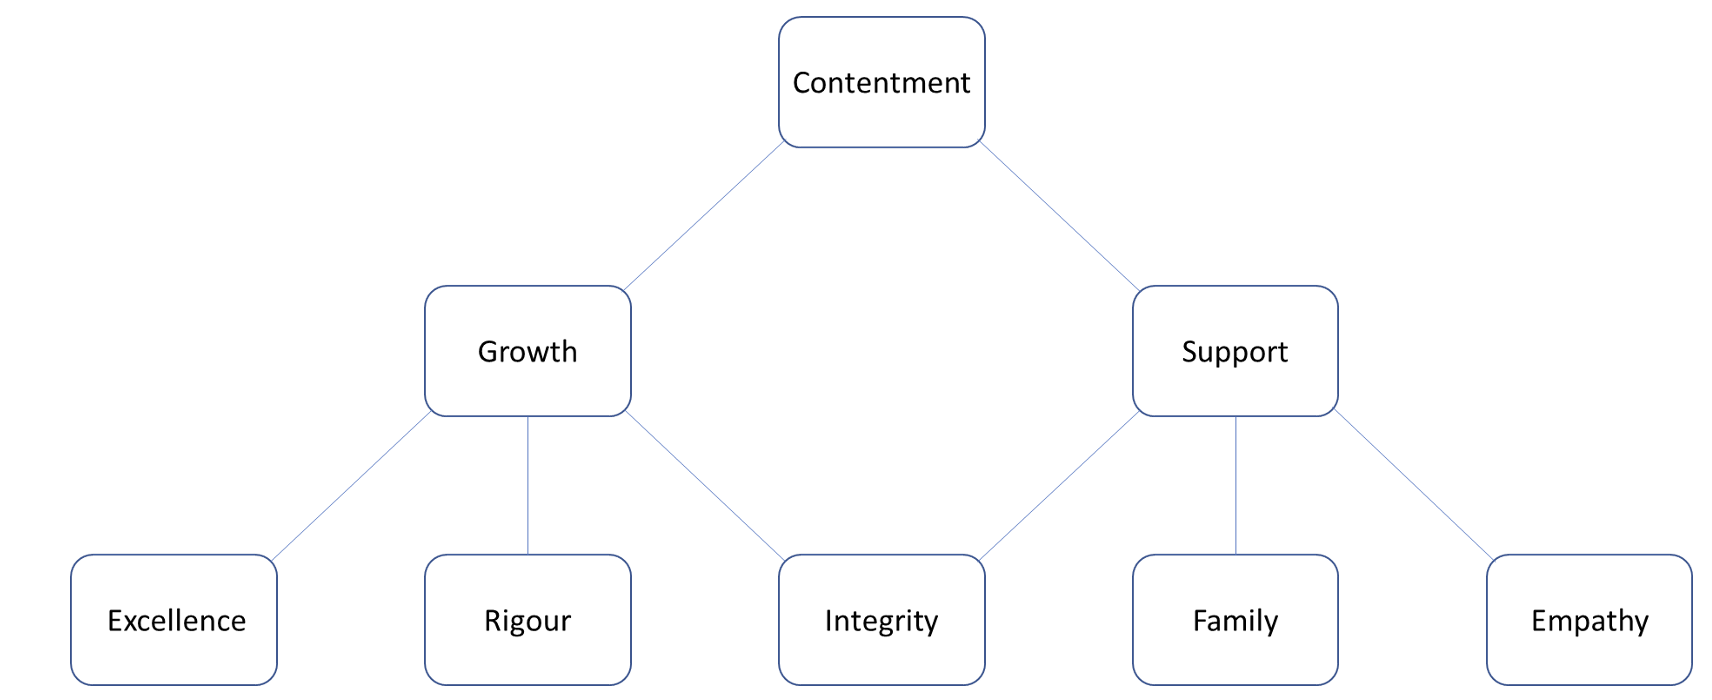 Contentment
Growth
Support
Excellence
Rigour
Integrity
Family
Empathy